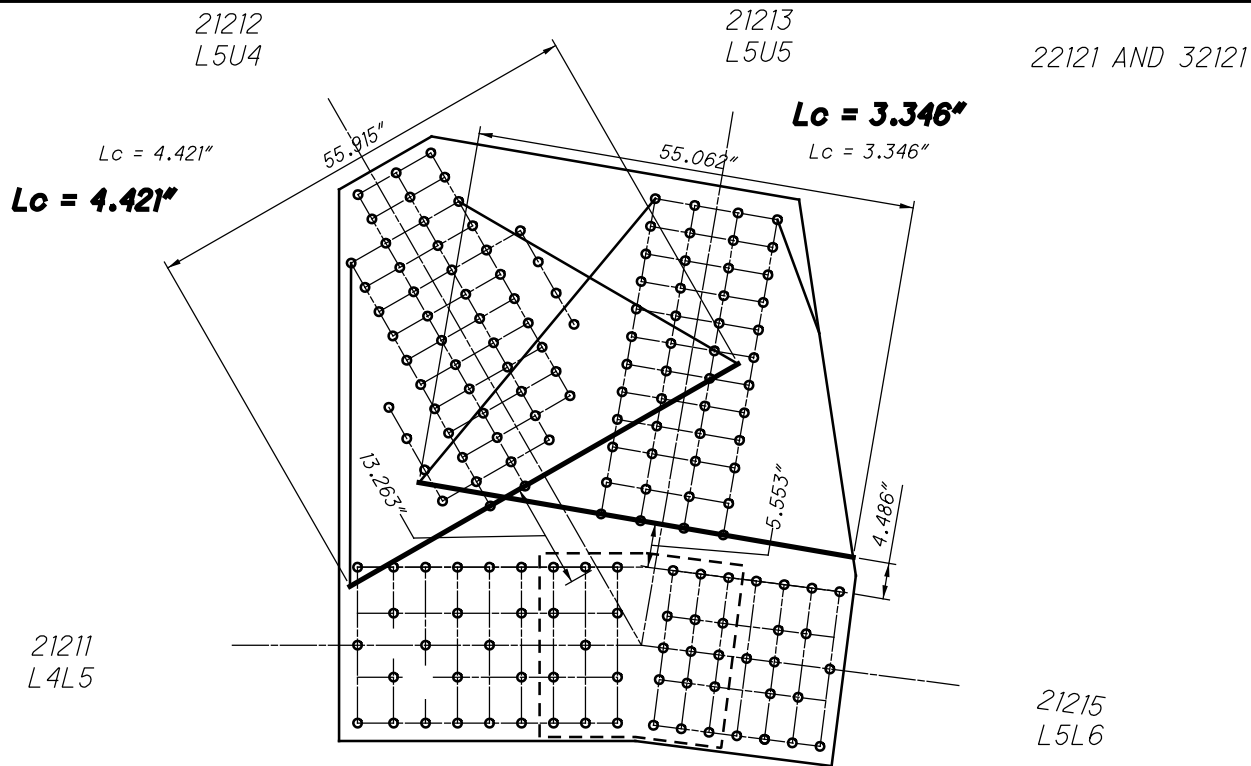 21212
L5U4
21213
L5U5
22121 AND 32121
Lc = 3.346"
Lc = 3.346"
Lc = 4.421"
Lc = 4.421"
55.915"
55.062"
13.263"
5.553"
4.486"
21211
L4L5
21215
L5L6